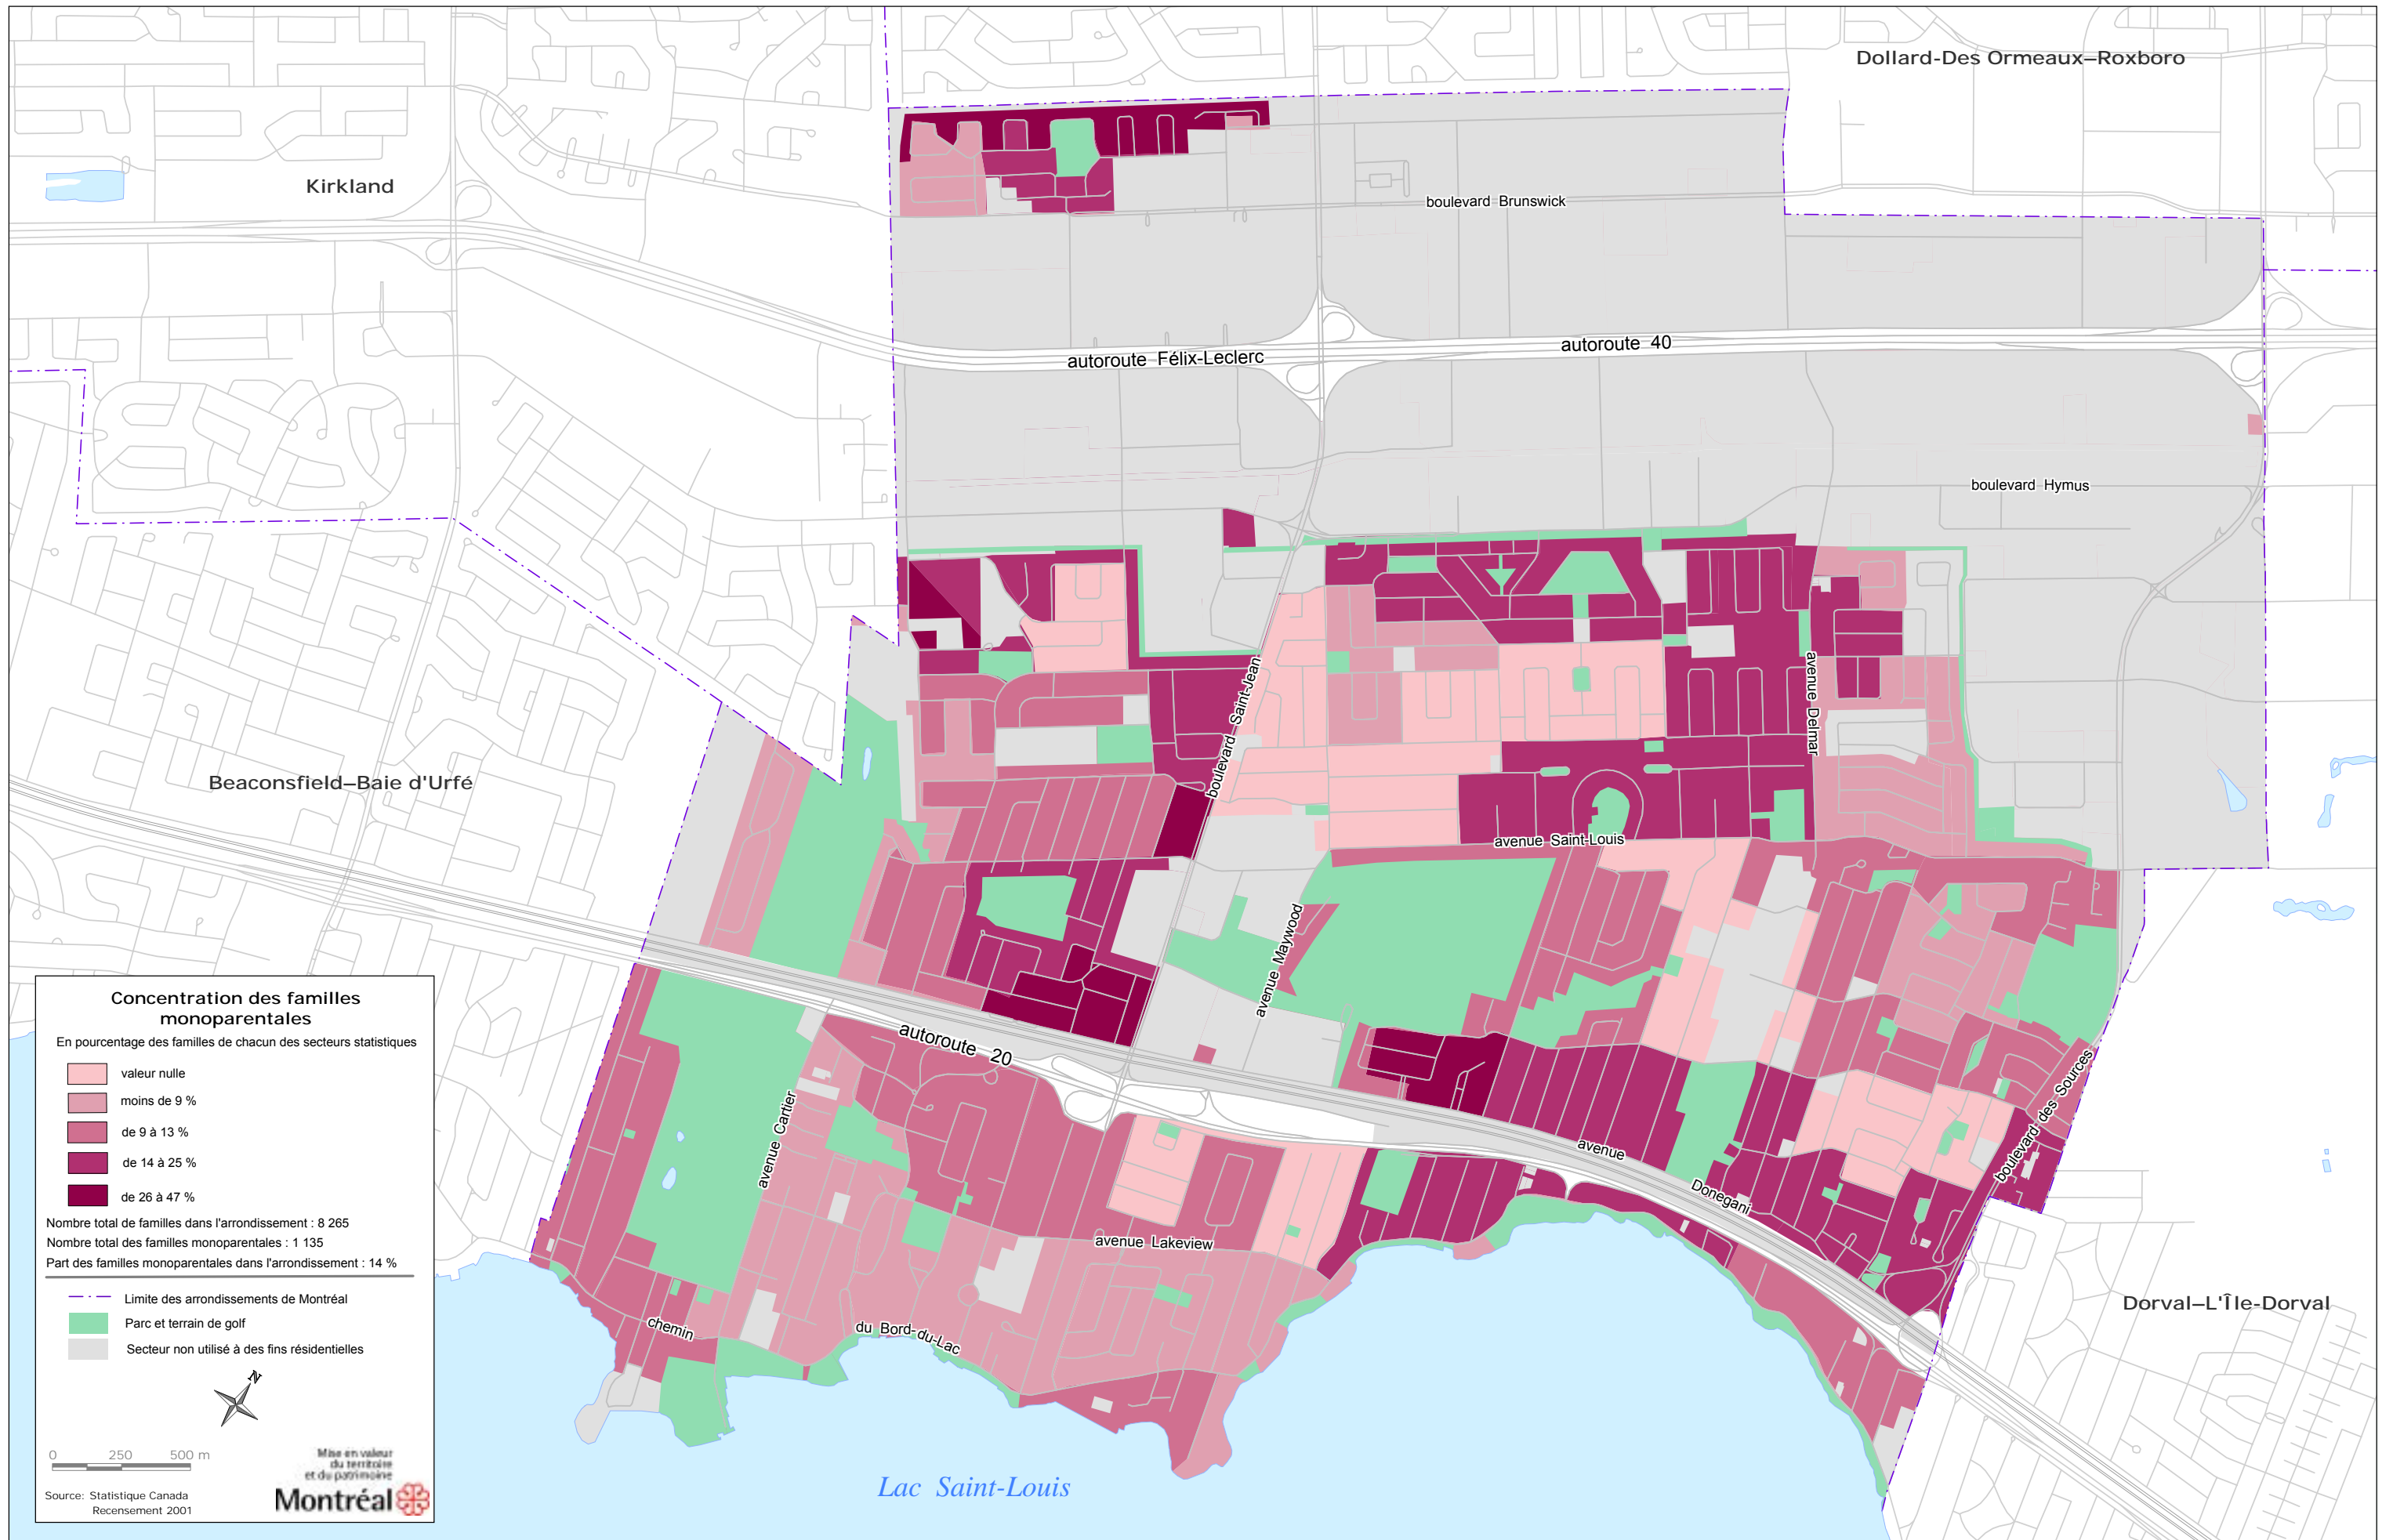 Dollard-Des Ormeaux–Roxboro
Kirkland
boulevard Brunswick
autoroute Félix-Leclerc
autoroute 40
boulevard Hymus
boulevard Saint-Jean
avenue Delmar
Beaconsfield–Baie d'Urfé
avenue Saint-Louis
avenue Maywood
autoroute 20
avenue Cartier
boulevard des Sources
avenue
Donegani
avenue Lakeview
chemin
du Bord-du-Lac
Dorval–L'Île-Dorval
Lac Saint-Louis
Concentration des familles
monoparentales
En pourcentage des familles de chacun des secteurs statistiques
valeur nulle
moins de 9 %
de 9 à 13 %
de 14 à 25 %
de 26 à 47 %
Nombre total de familles dans l'arrondissement : 8 265
Nombre total des familles monoparentales : 1 135
Part des familles monoparentales dans l'arrondissement : 14 %
Limite des arrondissements de Montréal
Parc et terrain de golf
Secteur non utilisé à des fins résidentielles
N
0 250 500 m
Mise en valeur
du territoire
et du patrimoine
Montréal
Source: Statistique Canada
Recensement 2001